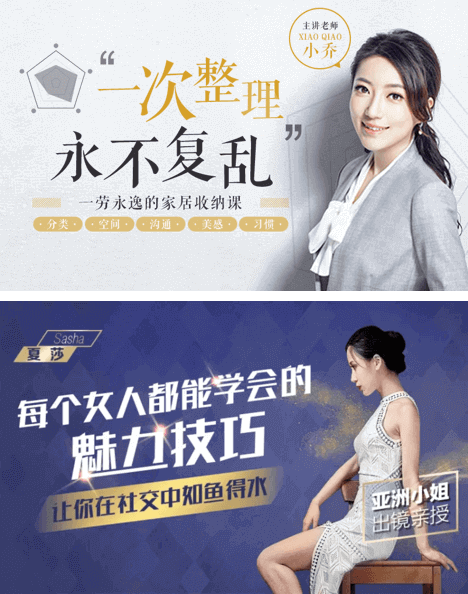 主讲老师
XIAO QIAO
小乔
“一次整理
永不复乱”
一劳永逸的家居收纳课
·分类· ·空间· ·沟通· ·美感· ·习惯·
Sasha
夏莎
每个女人都能学会的
魅力技巧
让你在社交中如鱼得水
亚洲小姐
出镜亲授